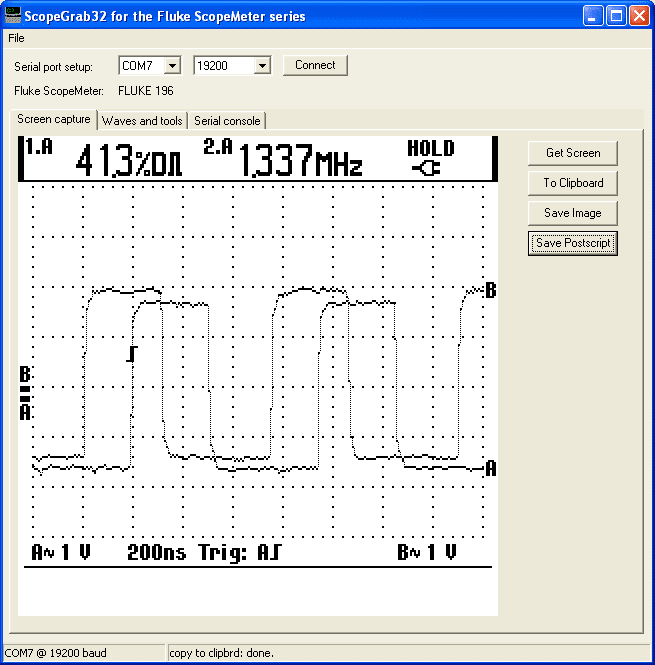 ScopeGrab32 for the Fluke ScopeMeter series
File
Serial port setup: COM7 19200 Connect
Fluke ScopeMeter: FLUKE 196
Screen capture Waves and tools Serial console
1.A 41,3%D 2.A 1,337MHz HOLD
Get Screen
To Clipboard
Save Image
Save Postscript
B
B
A
A
A~ 1 V 200ns Trig: A B~ 1 V
COM7 @ 19200 baud copy to clipbrd: done.